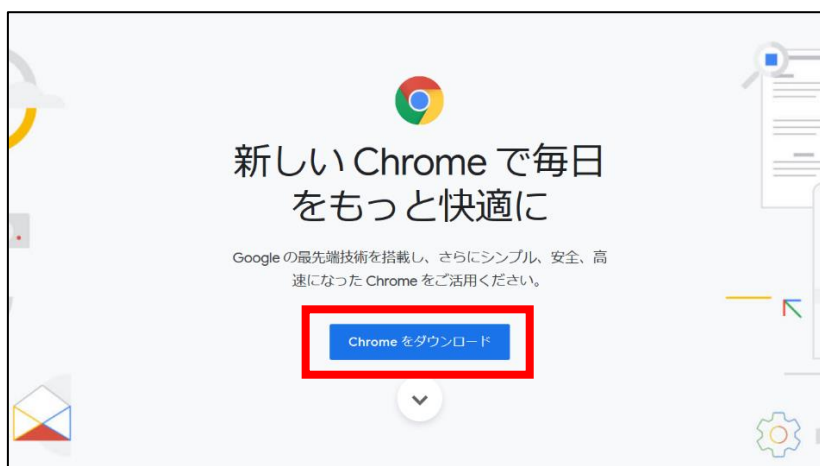 新しい Chrome で毎日
をもっと快適に
Google の最先端技術を搭載し、さらにシンプル、安全、高
速になった Chrome をご活用ください。
Chrome をダウンロード